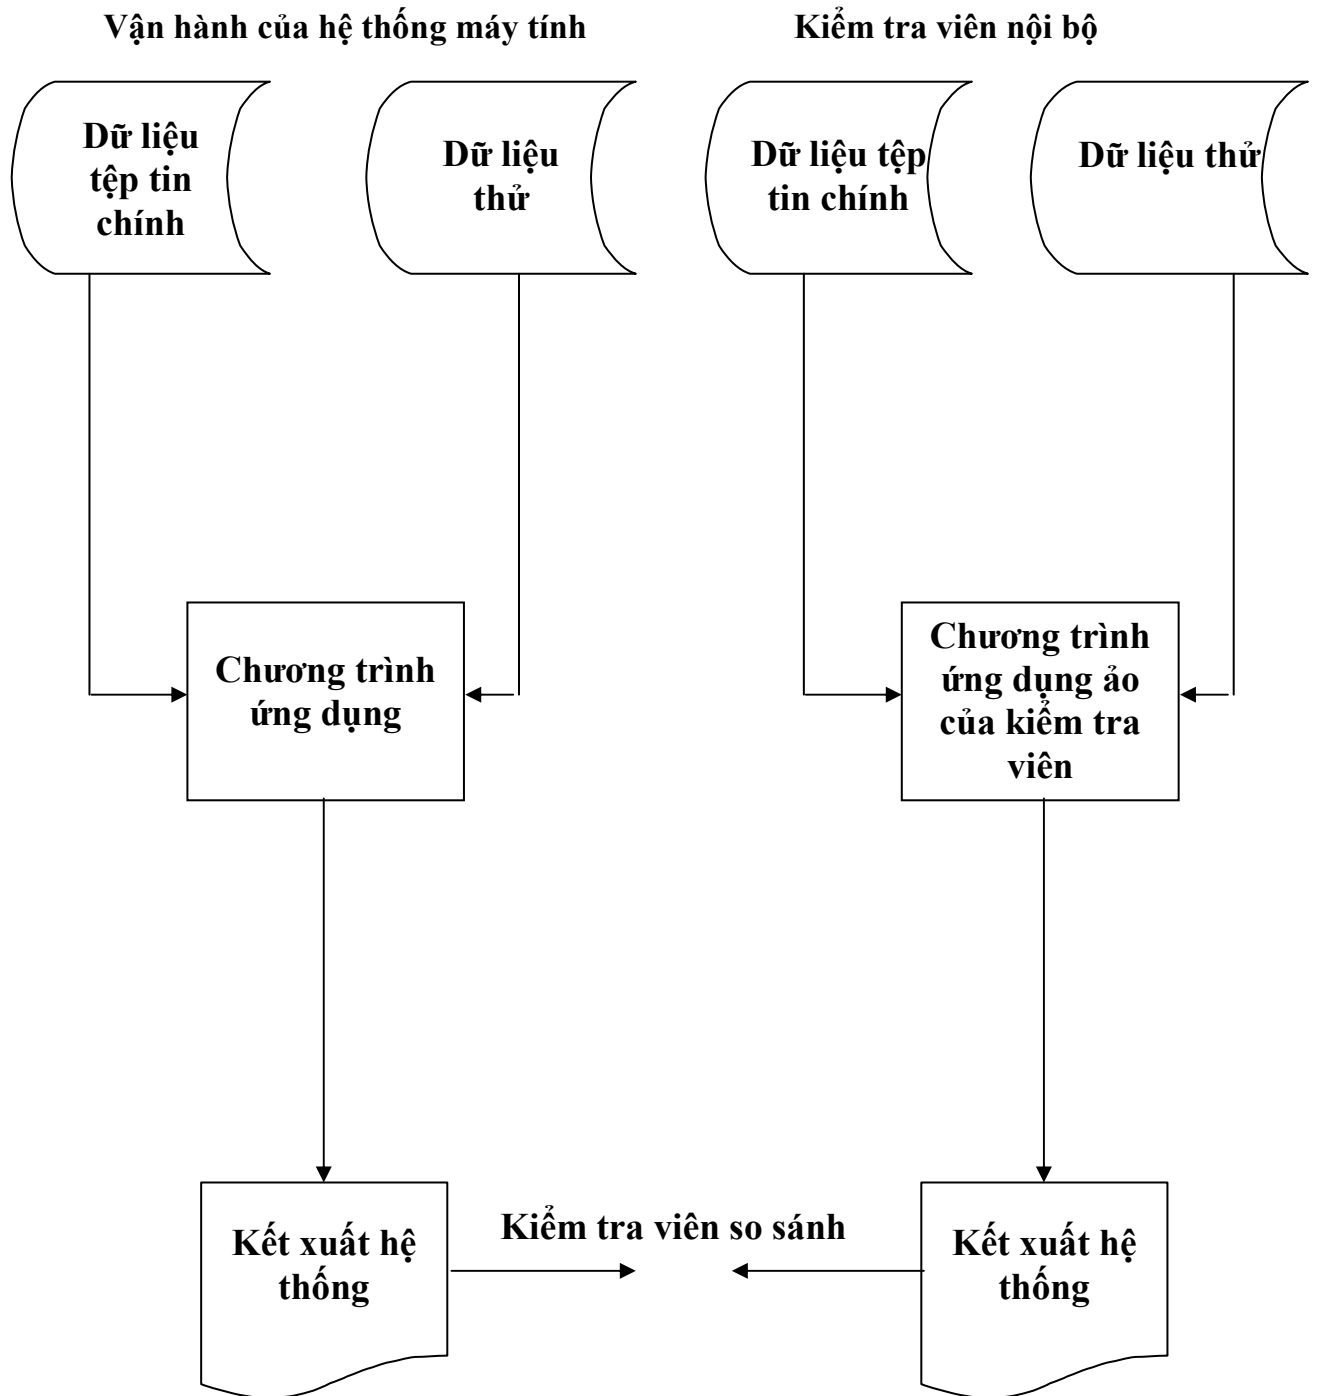 Vận hành của hệ thống máy tính
Kiểm tra viên nội bộ
Dữ liệu
tệp tin
chính
Dữ liệu
thử
Dữ liệu tệp
tin chính
Dữ liệu thử
Chương trình
ứng dụng
Chương trình
ứng dụng ảo
của kiểm tra
viên
Kết xuất hệ
thống
Kiểm tra viên so sánh
Kết xuất hệ
thống